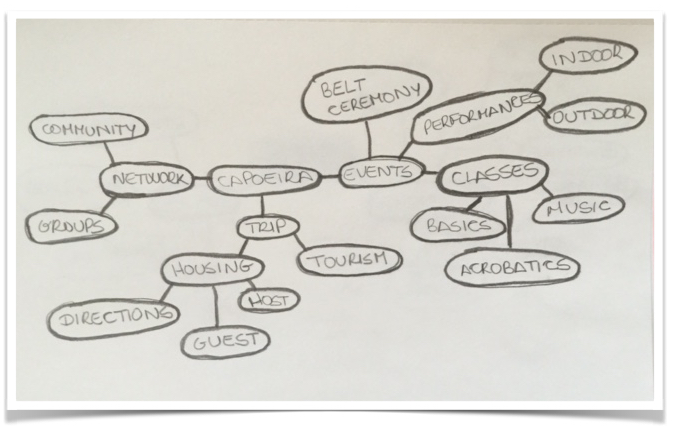 INDOOR
BELT
CEREMONY
PERFORMANCES
OUTDOOR
COMMUNITY
NETWORK
CAPOEIRA
EVENTS
CLASSES
GROUPS
TRIP
BASICS
MUSIC
HOUSING
TOURISM
ACROBATICS
HOST
DIRECTIONS
GUEST